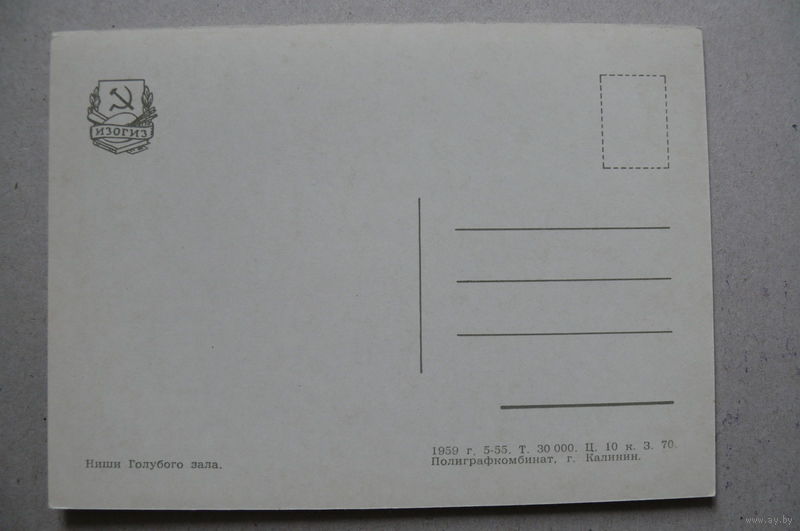 ИЗОГИЗ
Ниши Голубого зала.
1959 г. 5-55. Т. 30 000. Ц. 10 к. З. 70.
Полиграфкомбинат, г. Калинин.
www.ay.by